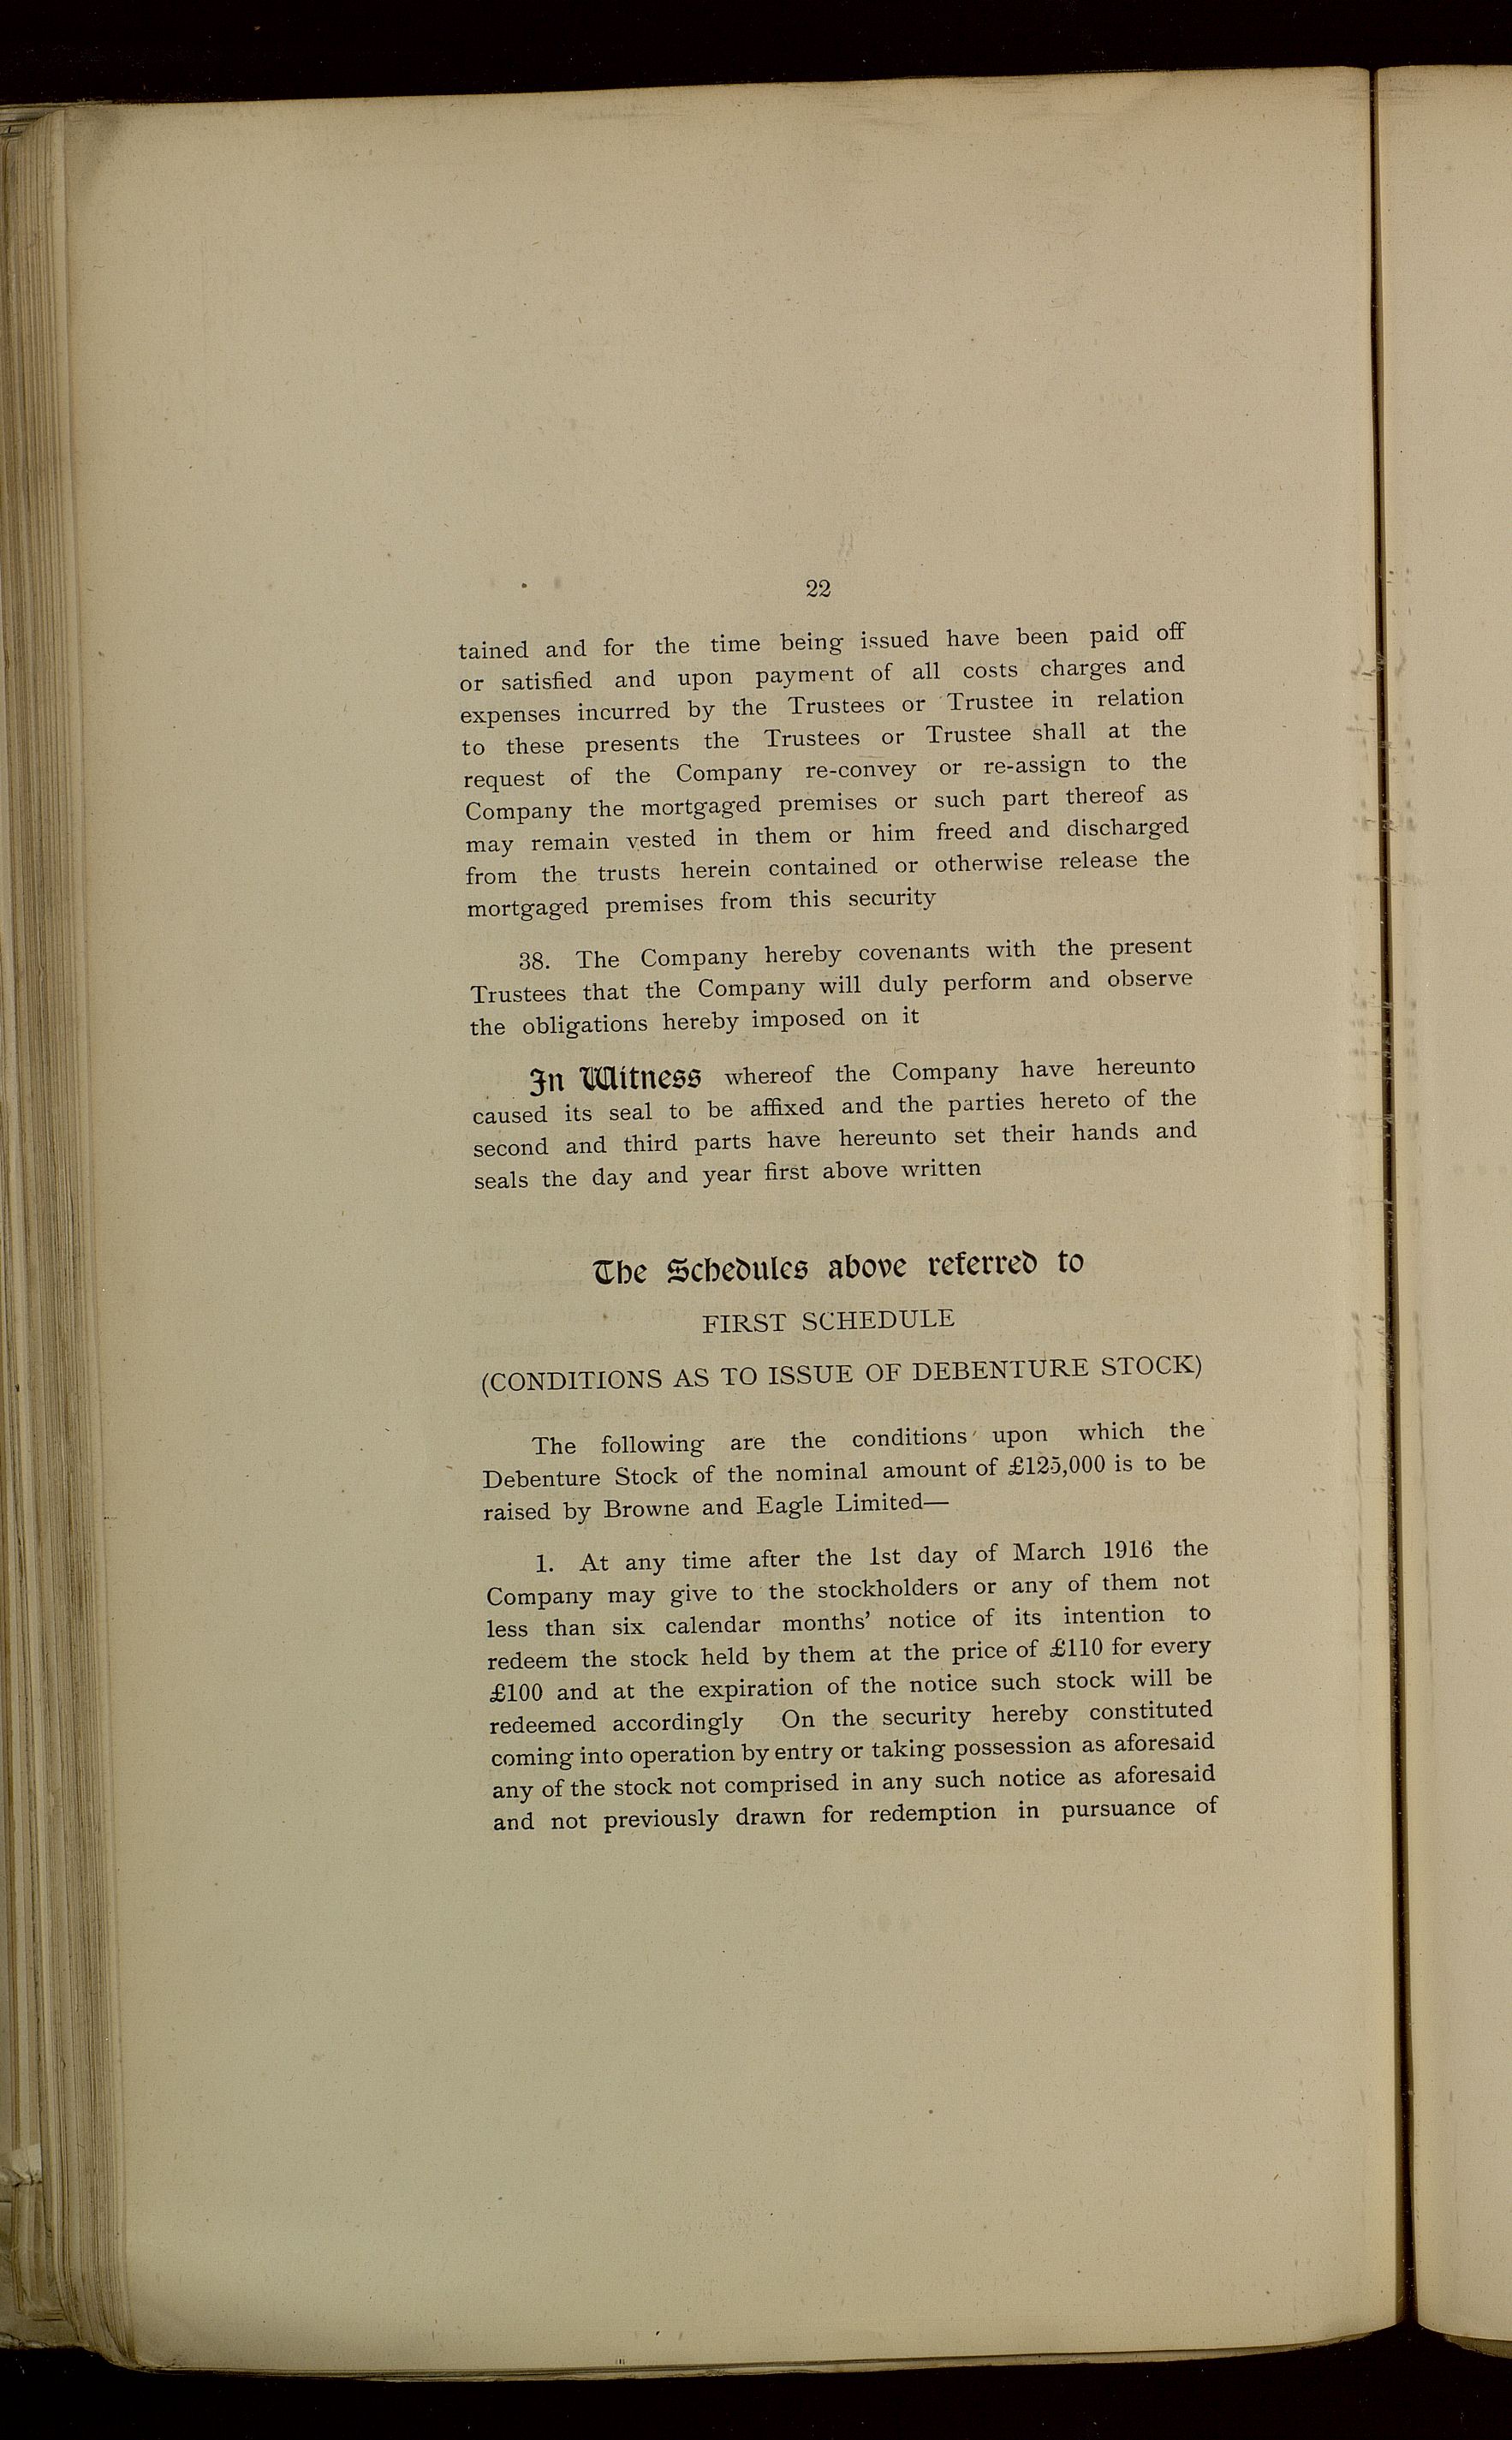 22
tained and for the time being issued have been paid off
or satisfied and upon payment of all costs charges and
expenses incurred by the Trustees or Trustee in relation
to these presents the Trustees or Trustee shall at the
request of the Company re-convey or re-assign to the
Company the mortgaged premises or such part thereof as
may remain vested in them or him freed and discharged
from the trusts herein contained or otherwise release the
mortgaged premises from this security
38. The Company hereby covenants with the present
Trustees that the Company will duly perform and observe
the obligations hereby imposed on it
In Witness whereof the Company have hereunto
caused its seal to be affixed and the parties hereto of the
second and third parts have hereunto set their hands and
seals the day and year first above written
The Schedules above referred to
FIRST SCHEDULE
(CONDITIONS AS TO ISSUE OF DEBENTURE STOCK)
The following are the conditions upon which the
Debenture Stock of the nominal amount of £125,000 is to be
raised by Browne and Eagle Limited—
1. At any time after the 1st day of March 1916 the
Company may give to the stockholders or any of them not
less than six calendar months’ notice of its intention to
redeem the stock held by them at the price of £110 for every
£100 and at the expiration of the notice such stock will be
redeemed accordingly On the security hereby constituted
coming into operation by entry or taking possession as aforesaid
any of the stock not comprised in any such notice as aforesaid
and not previously drawn for redemption in pursuance of